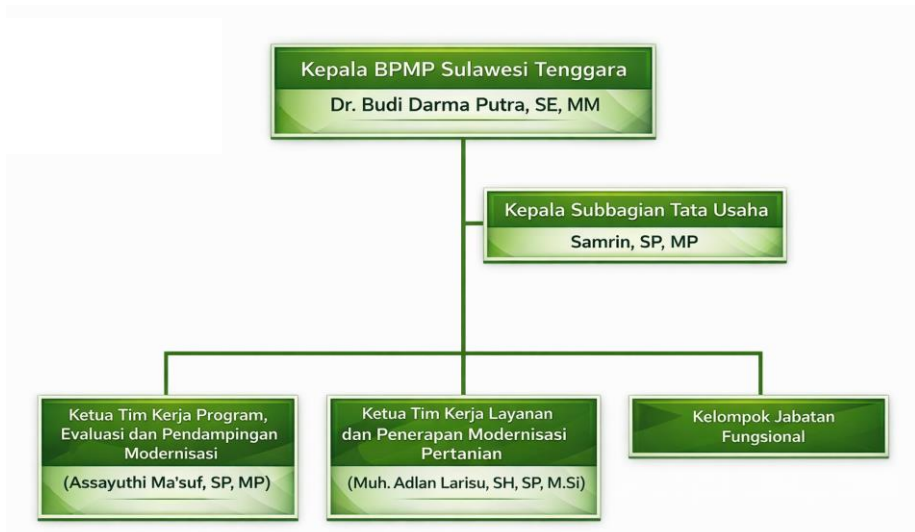 Kepala BPMP Sulawesi Tenggara
Dr. Budi Darma Putra, SE, MM
Kepala Subbagian Tata Usaha
Samrin, SP, MP
Ketua Tim Kerja Program,
Evaluasi dan Pendampingan
Modernisasi
(Assayuthi Ma'suf, SP, MP)
Ketua Tim Kerja Layanan
dan Penerapan Modernisasi
Pertanian
(Muh. Adlan Larisu, SH, SP, M.Si)
Kelompok Jabatan
Fungsional